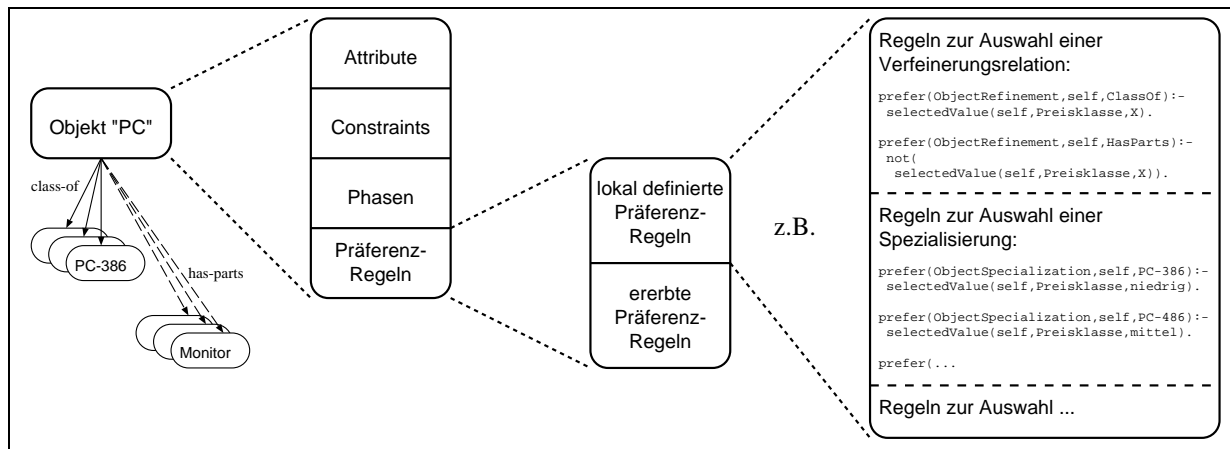 Objekt "PC"
class-of
PC-386
has-parts
Monitor
Attribute
Constraints
Phasen
Präferenz-
Regeln
lokal definierte
Präferenz-
Regeln
ererbte
Präferenz-
Regeln
z.B.
Regeln zur Auswahl einer
Verfeinerungsrelation:
prefer(ObjectRefinement,self,ClassOf):-
selectedValue(self,Preisklasse,X).
prefer(ObjectRefinement,self,HasParts):-
not(
selectedValue(self,Preisklasse,X)).
Regeln zur Auswahl einer
Spezialisierung:
prefer(ObjectSpecialization,self,PC-386):-
selectedValue(self,Preisklasse,niedrig).
prefer(ObjectSpecialization,self,PC-486):-
selectedValue(self,Preisklasse,mittel).
prefer(...
Regeln zur Auswahl ...